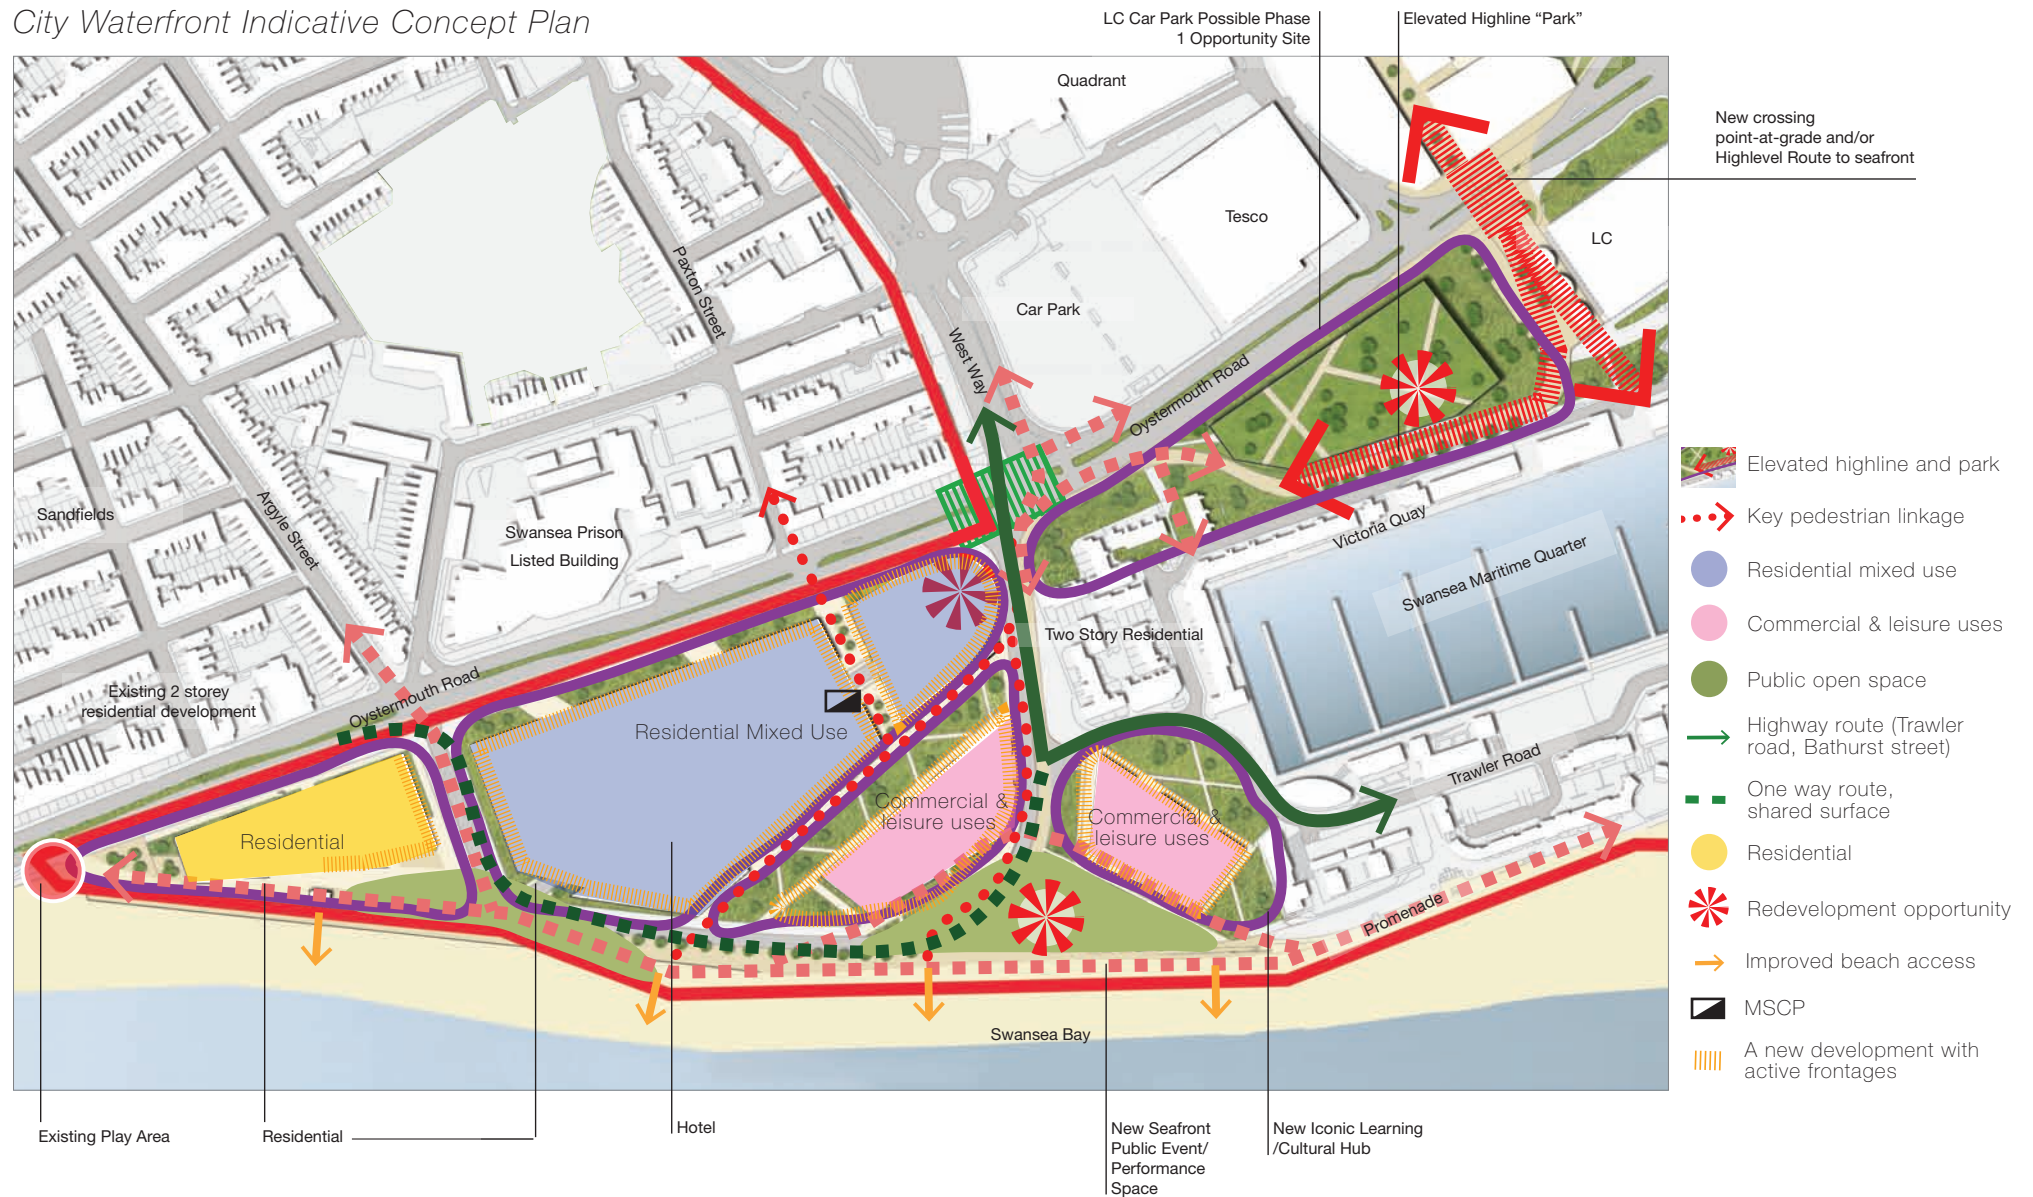 City Waterfront Indicative Concept Plan
LC Car Park Possible Phase
1 Opportunity Site
Elevated Highline “Park”
New crossing
point-at-grade and/or
Highlevel Route to seafront
Quadrant
Tesco
LC
Car Park
Paxton Street
West Way
Oystermouth Road
Sandfields
Argyle Street
Swansea Prison
Listed Building
Victoria Quay
Swansea Maritime Quarter
Two Story Residential
Existing 2 storey
residential development
Oystermouth Road
Residential Mixed Use
Commercial &
leisure uses
Commercial &
leisure uses
Residential
Trawler Road
Promenade
Swansea Bay
Existing Play Area
Residential
Hotel
New Seafront
Public Event/
Performance
Space
New Iconic Learning
/Cultural Hub
Elevated highline and park
Key pedestrian linkage
Residential mixed use
Commercial & leisure uses
Public open space
Highway route (Trawler
road, Bathurst street)
One way route,
shared surface
Residential
Redevelopment opportunity
Improved beach access
MSCP
A new development with
active frontages